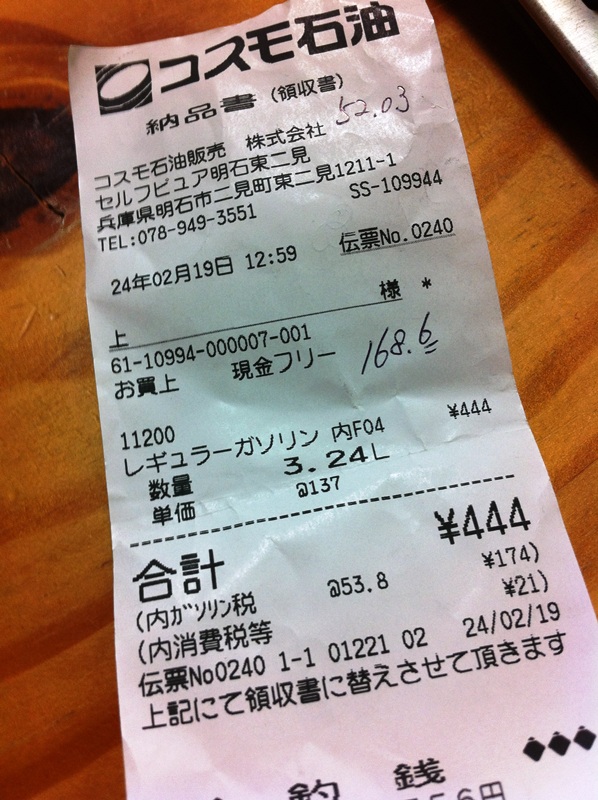 コスモ石油
納品書(領収書)
52.03
コスモ石油販売 株式会社
セルフピュア明石東二見
兵庫県明石市二見町東二見1211-1
TEL:078-949-3551 SS-109944
24年02月19日 12:59 伝票No.0240
上 様 *
61-10994-000007-001
お買上 現金フリー
168.6
11200 ¥444
レギュラーガソリン 内F04
数量 3.24L
単価 @137
合計 ¥444
(内ガソリン税 @53.8 ¥174)
(内消費税等 ¥21)
伝票No0240 1-1 01221 02 24/02/19
上記にて領収書に替えさせて頂きます
◆◆◆
釣 銭
56円